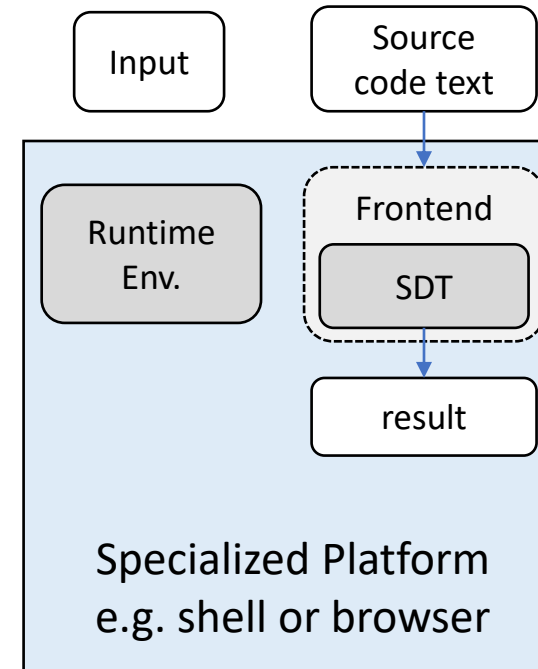 Input
Source
code text
Runtime
Env.
Frontend
SDT
result
Specialized Platform
e.g. shell or browser